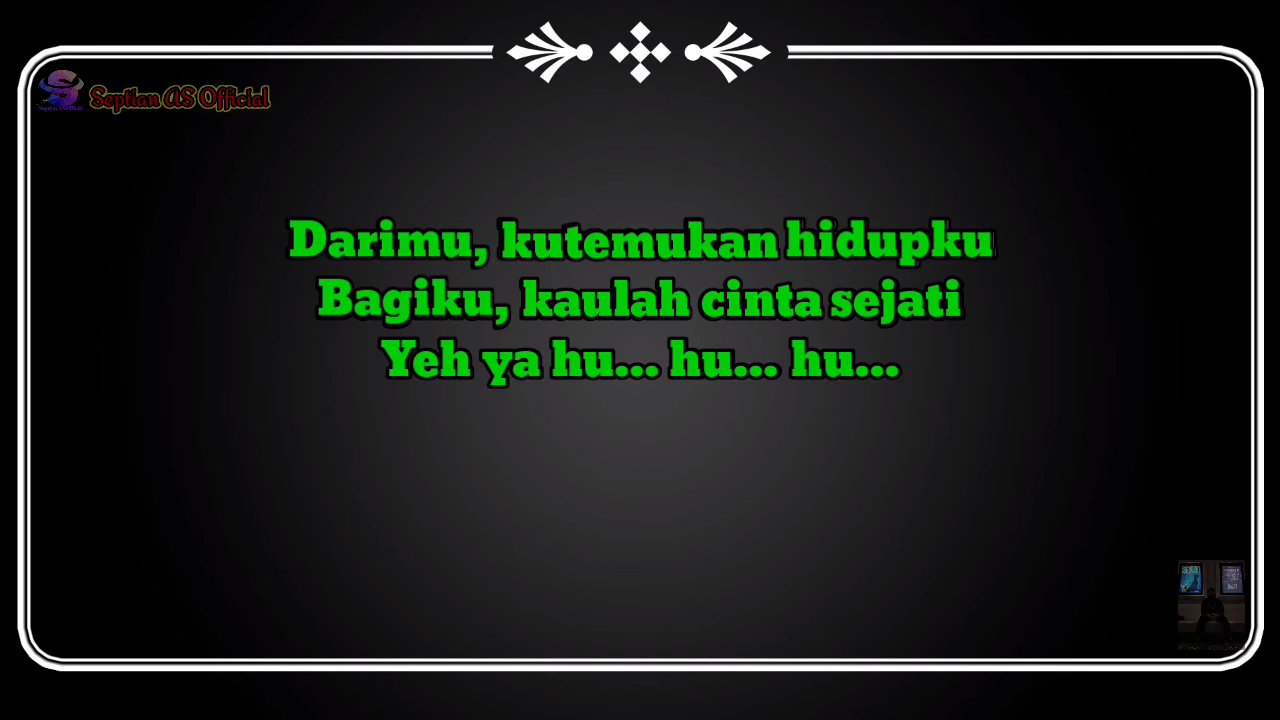 Septian AS Official
Darimu, kutemukan hidupku
Bagiku, kaulah cinta sejati
Yeh ya hu... hu... hu...